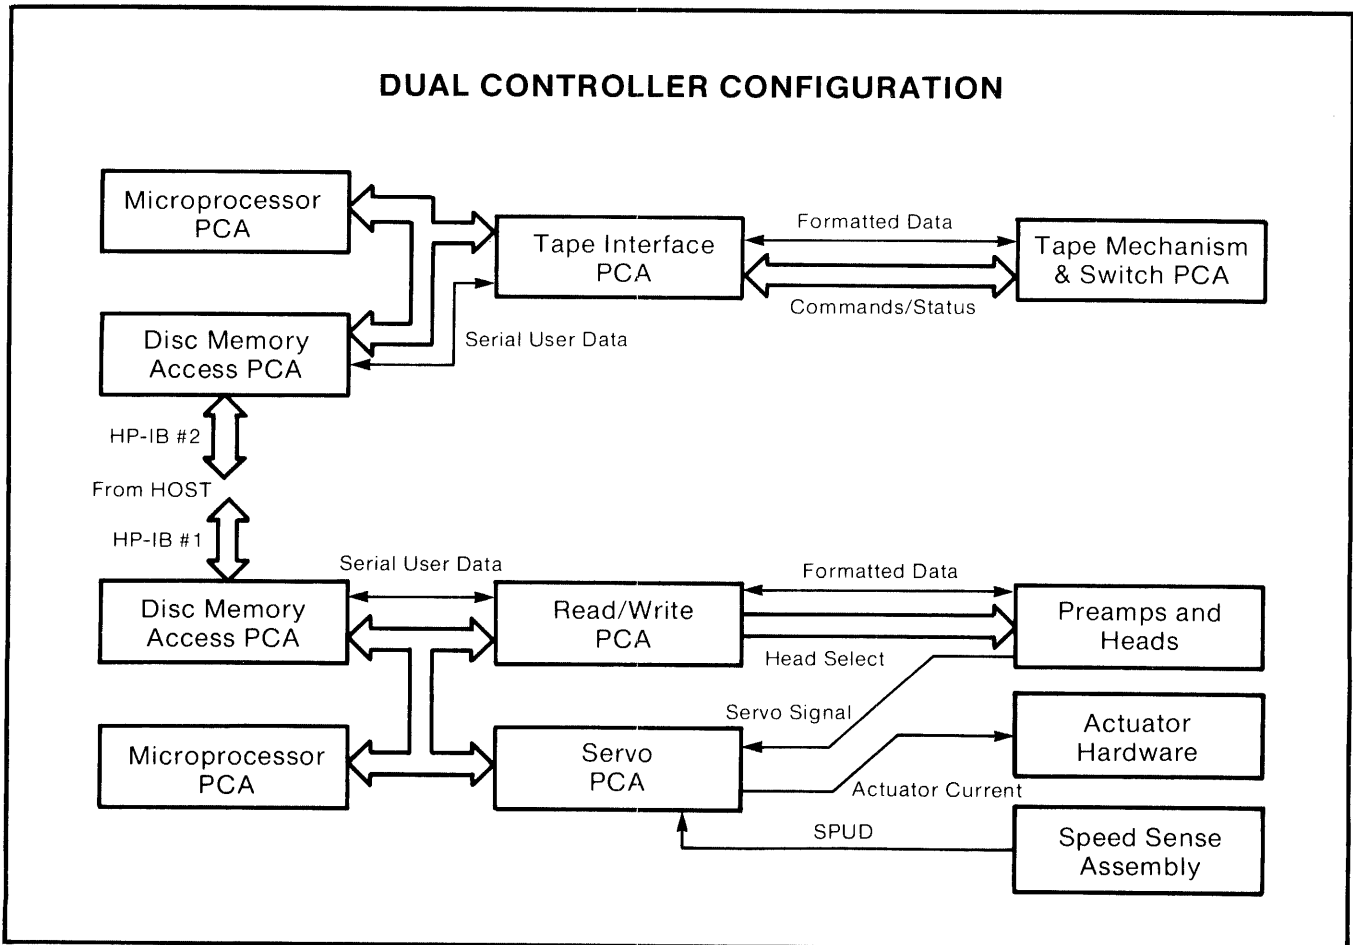 DUAL CONTROLLER CONFIGURATION
Microprocessor
PCA
Tape Interface
PCA
Formatted Data
Commands/Status
Tape Mechanism
& Switch PCA
Disc Memory
Access PCA
Serial User Data
HP-IB #2
From HOST
HP-IB #1
Serial User Data
Disc Memory
Access PCA
Read/Write
PCA
Formatted Data
Head Select
Preamps and
Heads
Servo Signal
Microprocessor
PCA
Servo
PCA
Actuator
Hardware
Actuator Current
SPUD
Speed Sense
Assembly